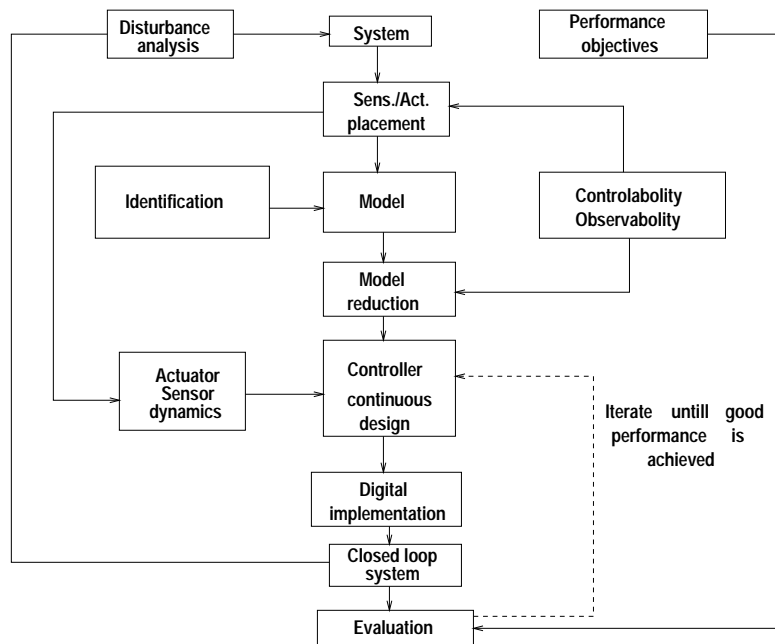 Disturbance
analysis
System
Performance
objectives
Sens./Act.
placement
Identification
Model
Controlabolity
Observabolity
Model
reduction
Actuator
Sensor
dynamics
Controller
continuous
design
Iterate untill good
performance is
achieved
Digital
implementation
Closed loop
system
Evaluation